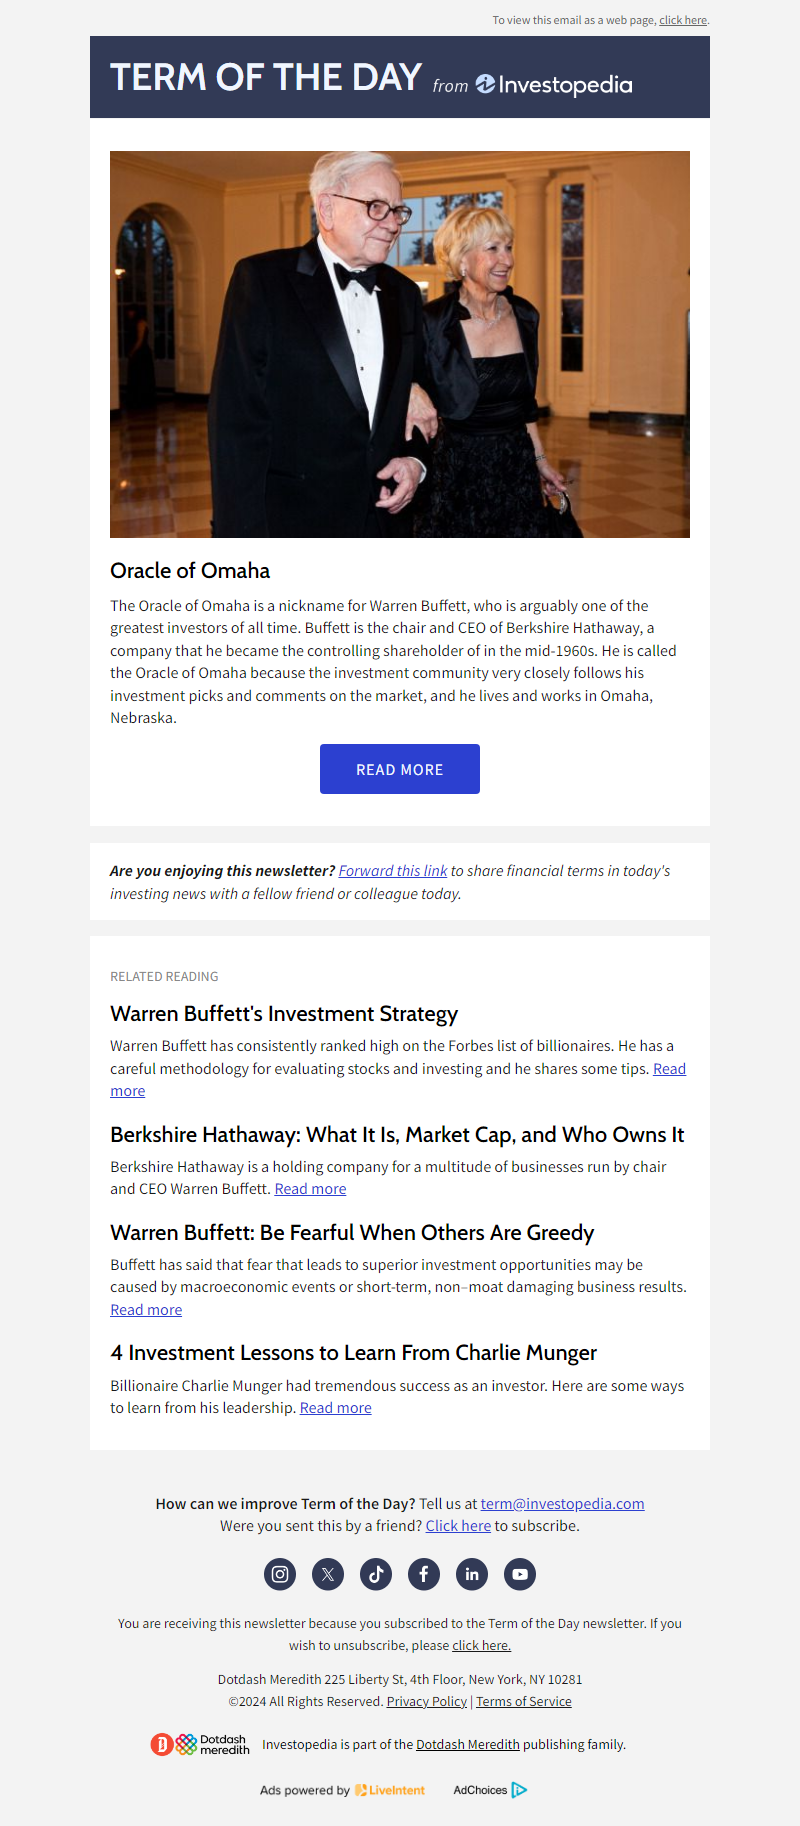 To view this email as a web page, click here.
TERM OF THE DAY from Investopedia
Oracle of Omaha
The Oracle of Omaha is a nickname for Warren Buffett, who is arguably one of the
greatest investors of all time. Buffett is the chair and CEO of Berkshire Hathaway, a
company that he became the controlling shareholder of in the mid-1960s. He is called
the Oracle of Omaha because the investment community very closely follows his
investment picks and comments on the market, and he lives and works in Omaha,
Nebraska.
READ MORE
Are you enjoying this newsletter? Forward this link to share financial terms in today's
investing news with a fellow friend or colleague today.
RELATED READING
Warren Buffett's Investment Strategy
Warren Buffett has consistently ranked high on the Forbes list of billionaires. He has a
careful methodology for evaluating stocks and investing and he shares some tips. Read
more
Berkshire Hathaway: What It Is, Market Cap, and Who Owns It
Berkshire Hathaway is a holding company for a multitude of businesses run by chair
and CEO Warren Buffett. Read more
Warren Buffett: Be Fearful When Others Are Greedy
Buffett has said that fear that leads to superior investment opportunities may be
caused by macroeconomic events or short-term, non–moat damaging business results.
Read more
4 Investment Lessons to Learn From Charlie Munger
Billionaire Charlie Munger had tremendous success as an investor. Here are some ways
to learn from his leadership. Read more
How can we improve Term of the Day? Tell us at term@investopedia.com
Were you sent this by a friend? Click here to subscribe.
You are receiving this newsletter because you subscribed to the Term of the Day newsletter. If you
wish to unsubscribe, please click here.
Dotdash Meredith 225 Liberty St, 4th Floor, New York, NY 10281
©2024 All Rights Reserved. Privacy Policy | Terms of Service
Dotdash
meredith
Investopedia is part of the Dotdash Meredith publishing family.
Ads powered by LiveIntent
AdChoices